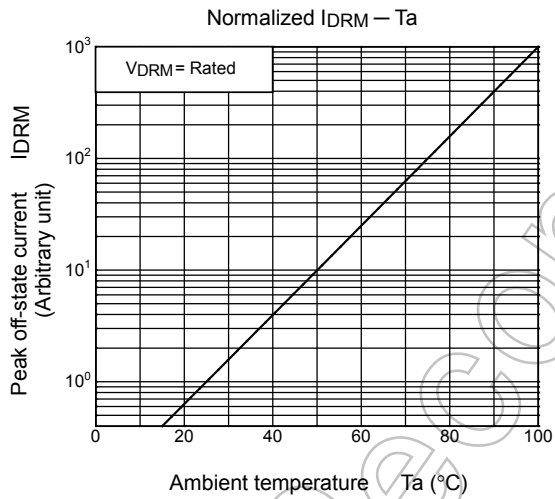 Normalized IDRM – Ta
VDRM = Rated
Peak off-state current IDRM
(Arbitrary unit)
10³
10²
10¹
10⁰
0 20 40 60 80 100
Ambient temperature Ta (°C)